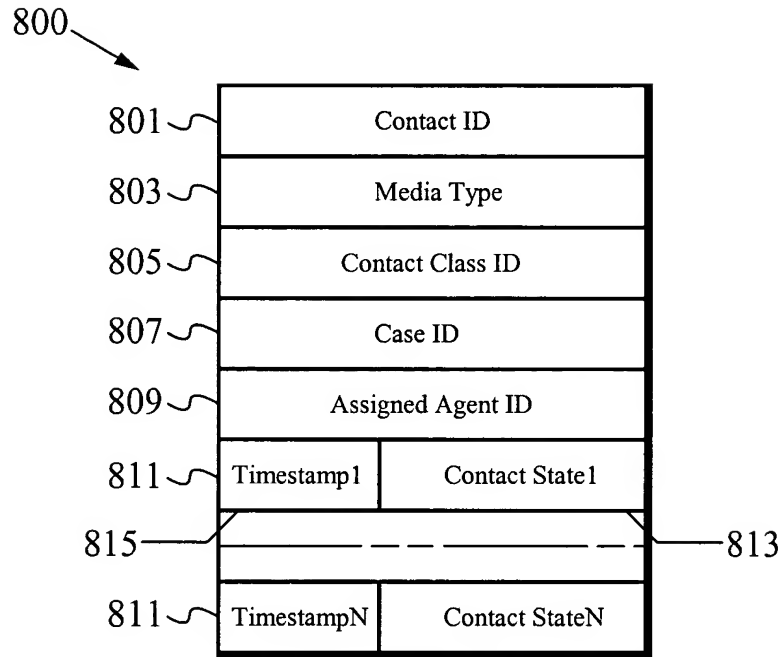 800
801 Contact ID
803 Media Type
805 Contact Class ID
807 Case ID
809 Assigned Agent ID
811 Timestamp1 Contact State1
815 813
811 TimestampN Contact StateN